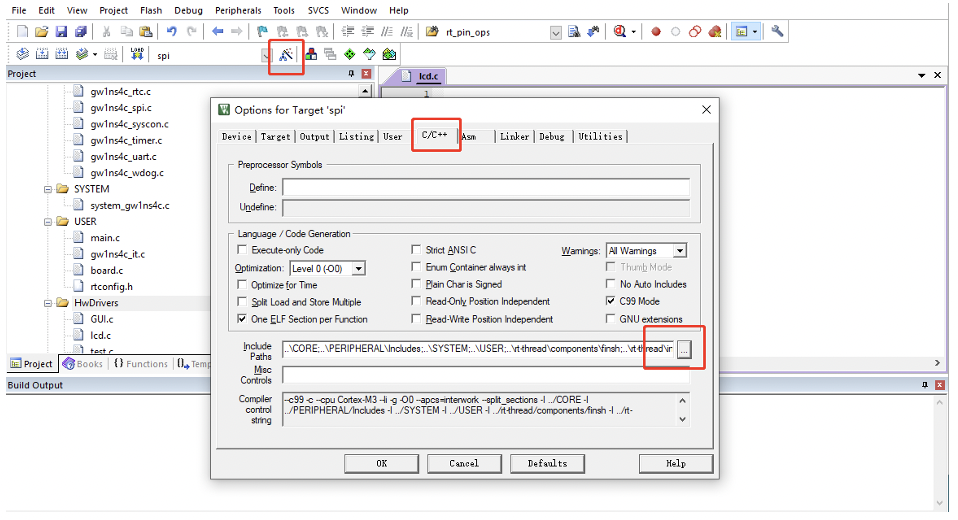 File Edit View Project Flash Debug Peripherals Tools SVCS Window Help
rt_pin_ops
LOAD spi
Project
lcd.c
1
gw1ns4c_rtc.c
gw1ns4c_spi.c
gw1ns4c_syscon.c
gw1ns4c_timer.c
gw1ns4c_uart.c
gw1ns4c_wdog.c
SYSTEM
system_gw1ns4c.c
USER
main.c
gw1ns4c_it.c
board.c
rtconfig.h
HwDrivers
GUI.c
lcd.c
test.c
Project Books {} Functions Temp
Build Output
Options for Target 'spi'
Device Target Output Listing User C/C++ Asm Linker Debug Utilities
Preprocessor Symbols
Define:
Undefine:
Language / Code Generation
Execute-only Code Strict ANSI C Warnings: All Warnings
Optimization: Level 0 (-O0) Enum Container always int Thumb Mode
Optimize for Time Plain Char is Signed No Auto Includes
Split Load and Store Multiple Read-Only Position Independent C99 Mode
One ELF Section per Function Read-Write Position Independent GNU extensions
Include Paths ..\CORE;..\PERIPHERAL\Includes;..\SYSTEM;..\USER;..\rt-thread\components\finsh;..\rt-thread\in ...
Misc Controls
Compiler control string --c99 -c --cpu Cortex-M3 --li -g -O0 --apcs=interwork --split_sections -I ../CORE -I
../PERIPHERAL/Includes -I ../SYSTEM -I ../USER -I ../rt-thread/components/finsh -I ../rt-
OK Cancel Defaults Help